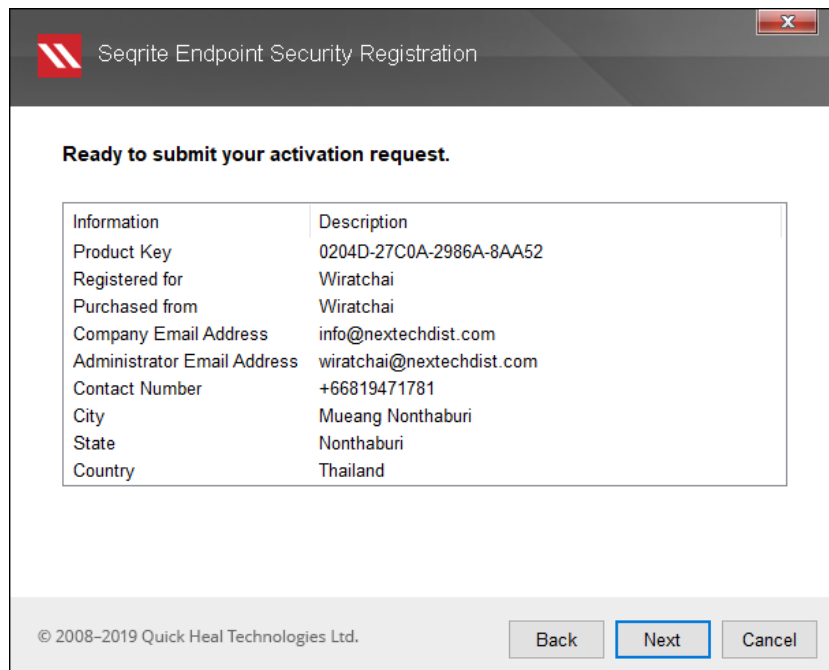 Seqrite Endpoint Security Registration
Ready to submit your activation request.
Information Description
Product Key 0204D-27C0A-2986A-8AA52
Registered for Wiratchai
Purchased from Wiratchai
Company Email Address info@nextechdist.com
Administrator Email Address wiratchai@nextechdist.com
Contact Number +66819471781
City Mueang Nonthaburi
State Nonthaburi
Country Thailand
© 2008–2019 Quick Heal Technologies Ltd. Back Next Cancel